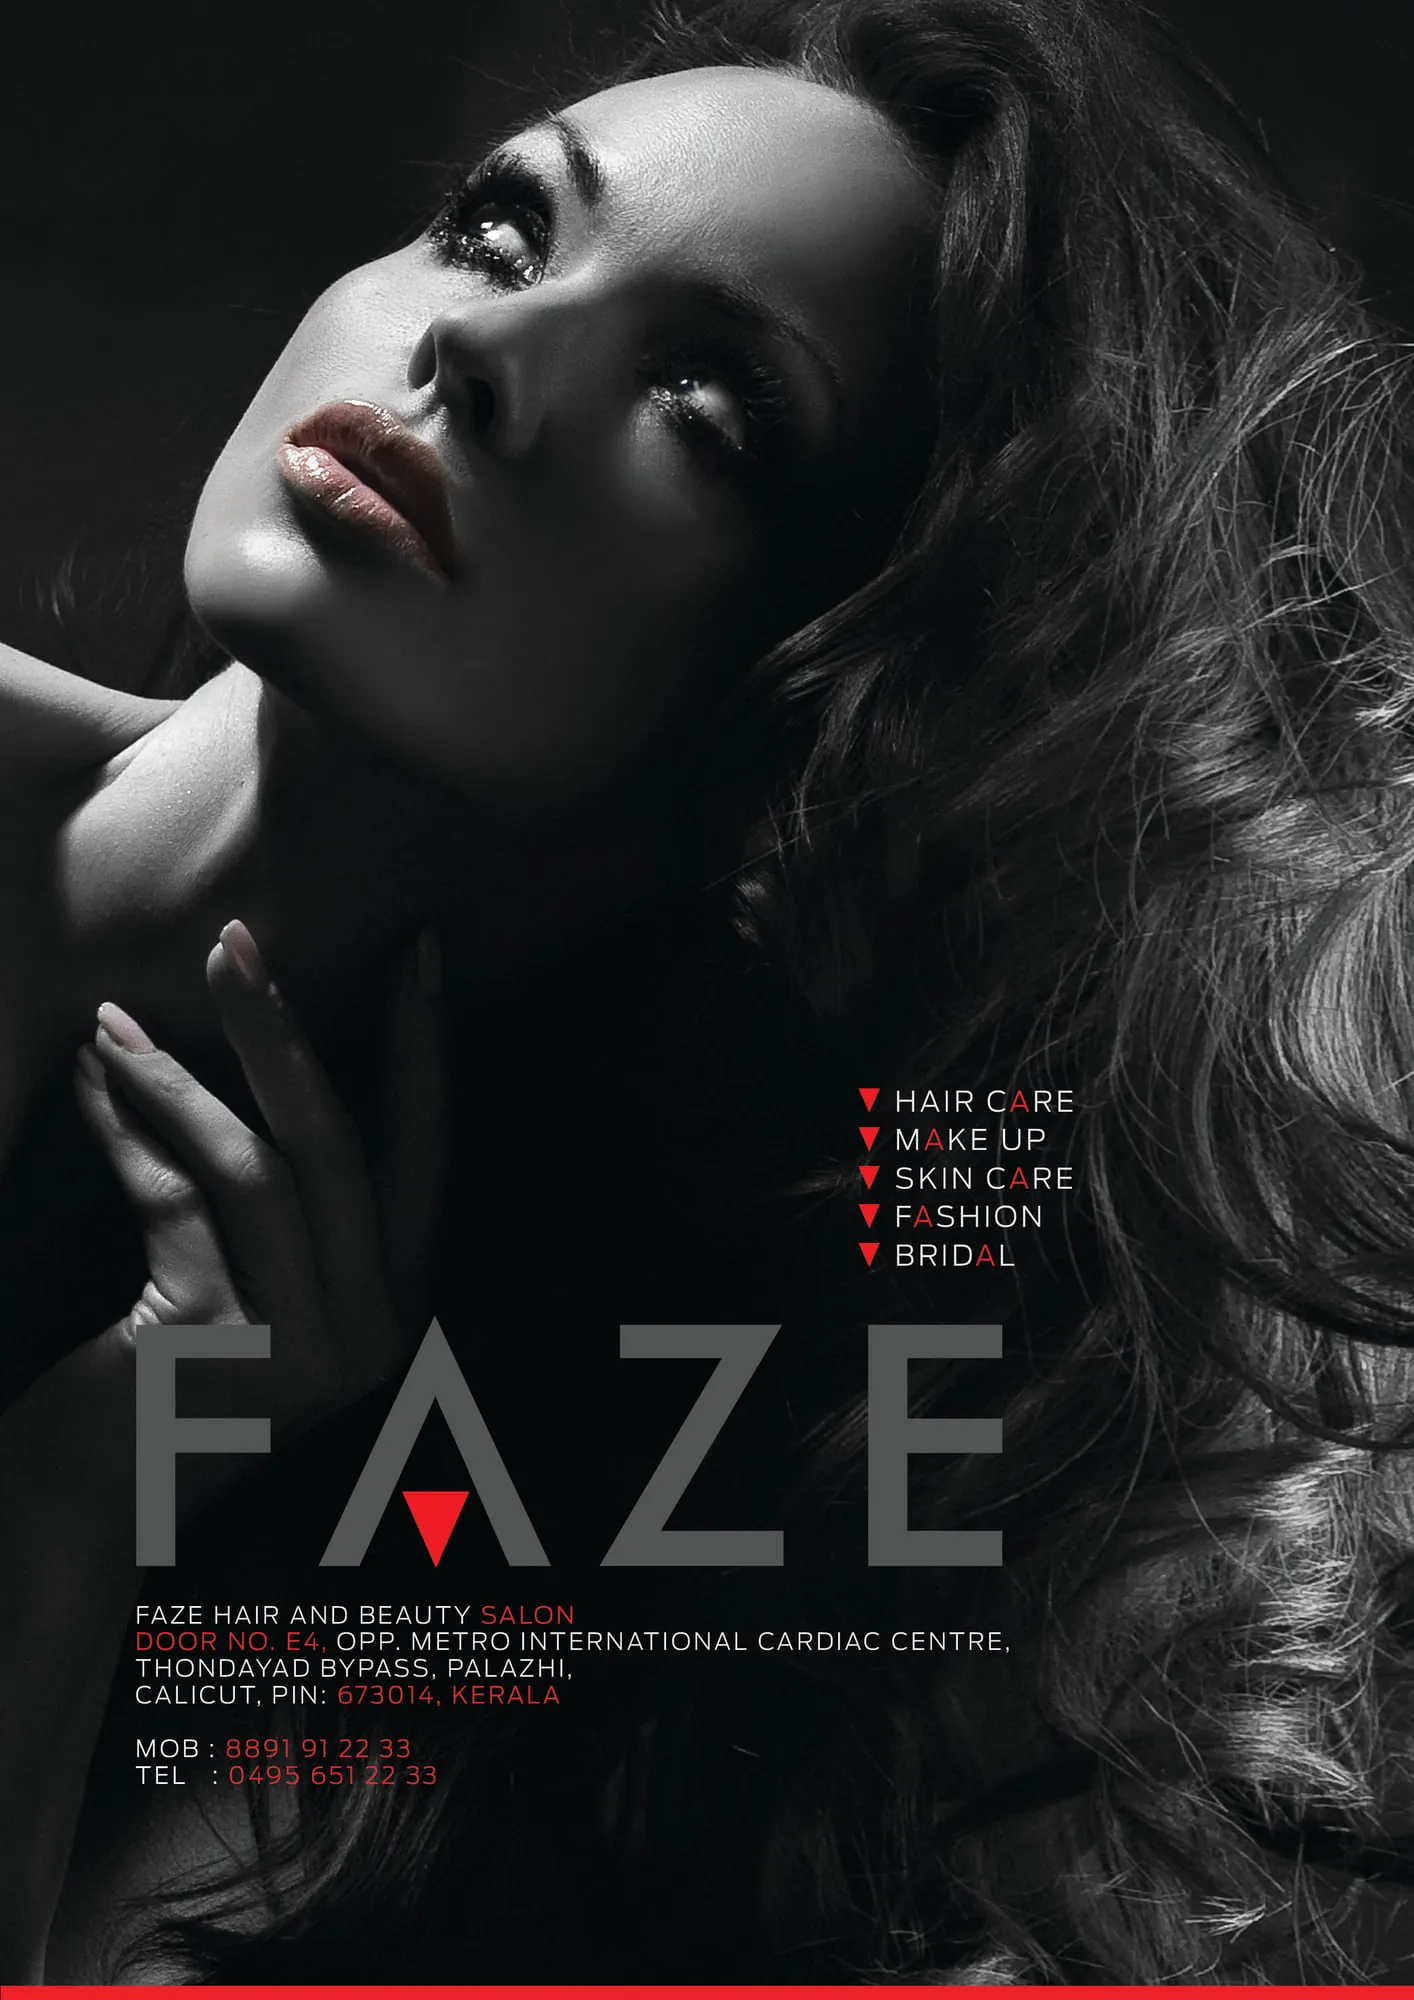 HAIR CARE
MAKE UP
SKIN CARE
FASHION
BRIDAL
FAZE
FAZE HAIR AND BEAUTY SALON
DOOR NO. E4, OPP. METRO INTERNATIONAL CARDIAC CENTRE,
THONDAYAD BYPASS, PALAZHI,
CALICUT, PIN: 673014, KERALA
MOB : 8891 91 22 33
TEL : 0495 651 22 33